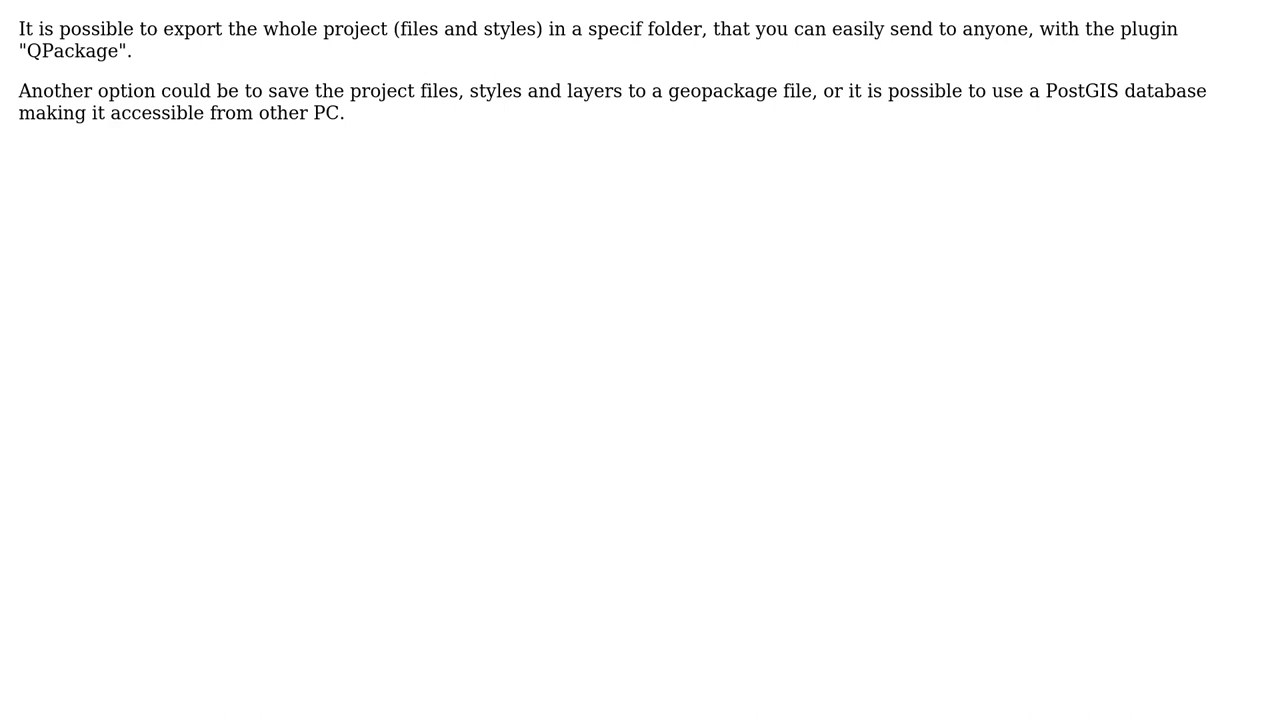 It is possible to export the whole project (files and styles) in a specif folder, that you can easily send to anyone, with the plugin
"QPackage".
Another option could be to save the project files, styles and layers to a geopackage file, or it is possible to use a PostGIS database
making it accessible from other PC.